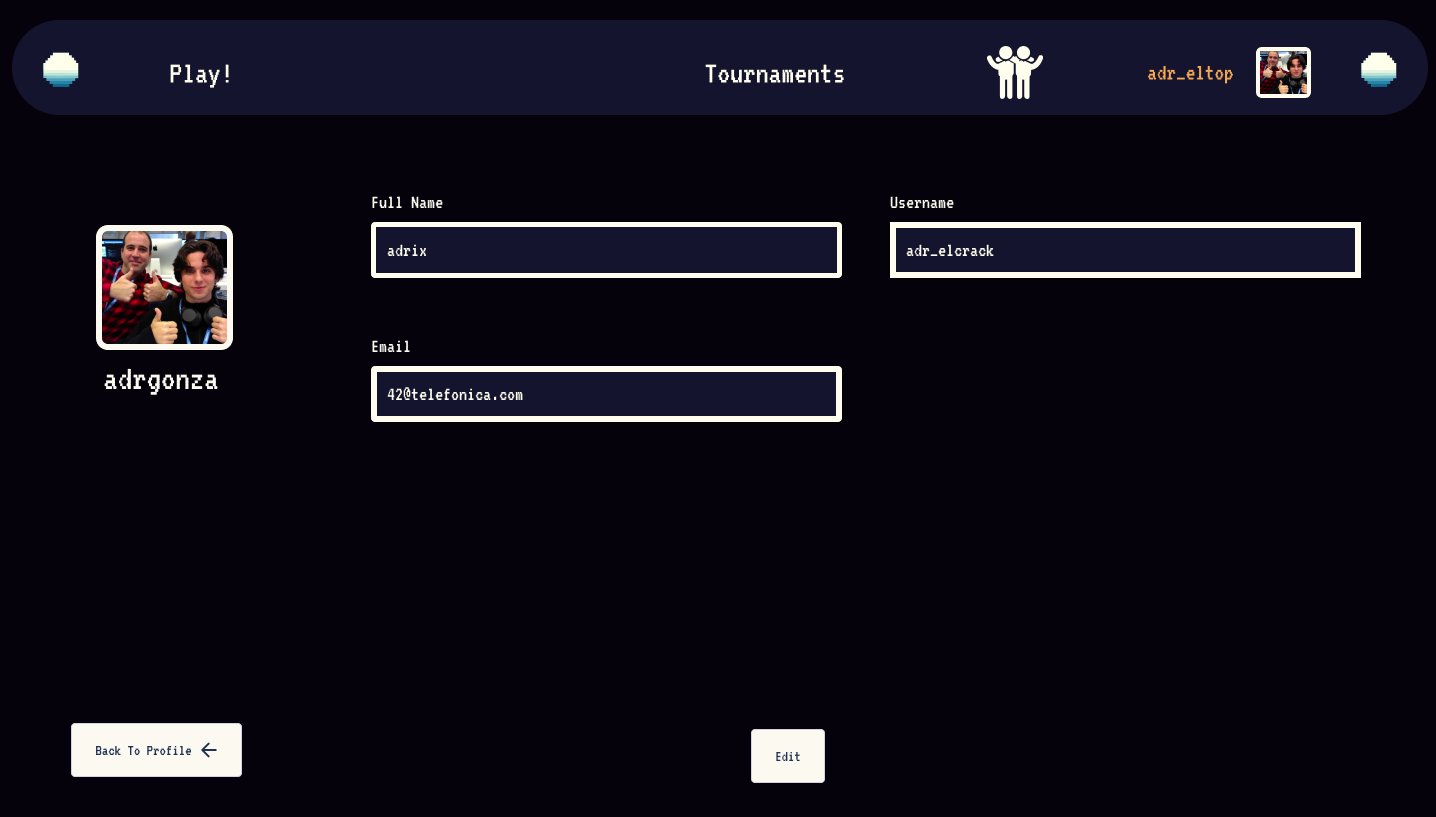 Play!
Tournaments
adr_eltop
Full Name
adrix
Username
adr_elcrack
adrgonza
Email
42@telefonica.com
Back To Profile
Edit